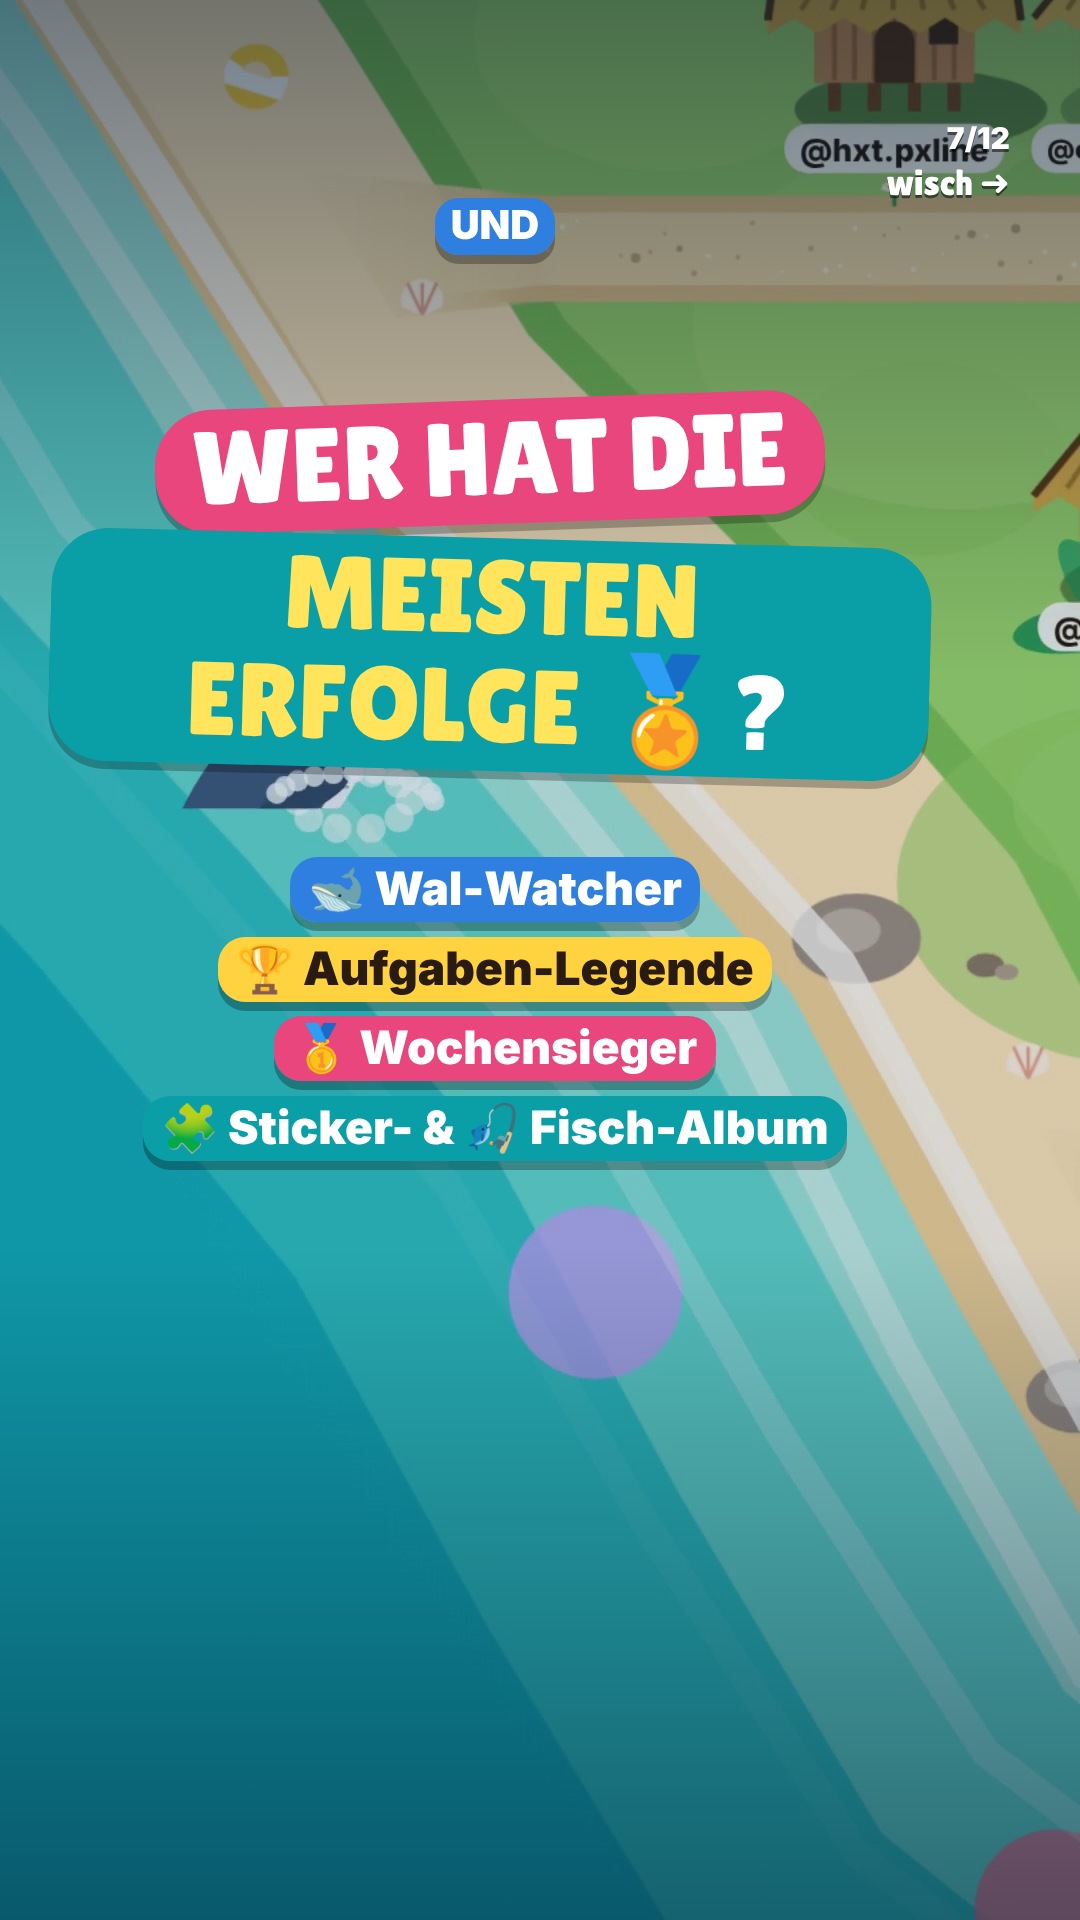 @hxt.pxline
7/12
wisch →
UND
WER HAT DIE
MEISTEN
ERFOLGE 🏅 ?
🐳 Wal-Watcher
🏆 Aufgaben-Legende
🥇 Wochensieger
🧩 Sticker- & 🎣 Fisch-Album